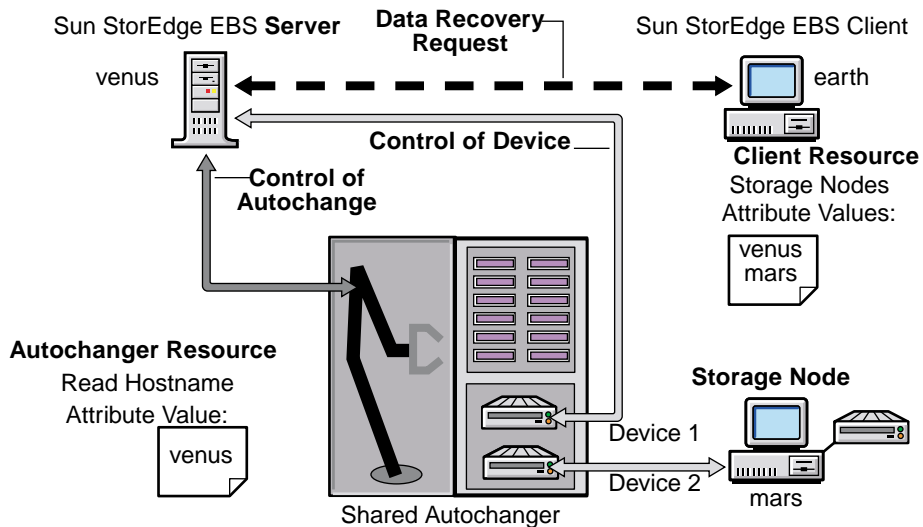 Sun StorEdge EBS Server
Data Recovery
Request
Sun StorEdge EBS Client
venus
earth
Control of Device
Control of
Autochange
Client Resource
Storage Nodes
Attribute Values:
venus
mars
Autochanger Resource
Read Hostname
Attribute Value:
venus
Storage Node
Device 1
Device 2
mars
Shared Autochanger